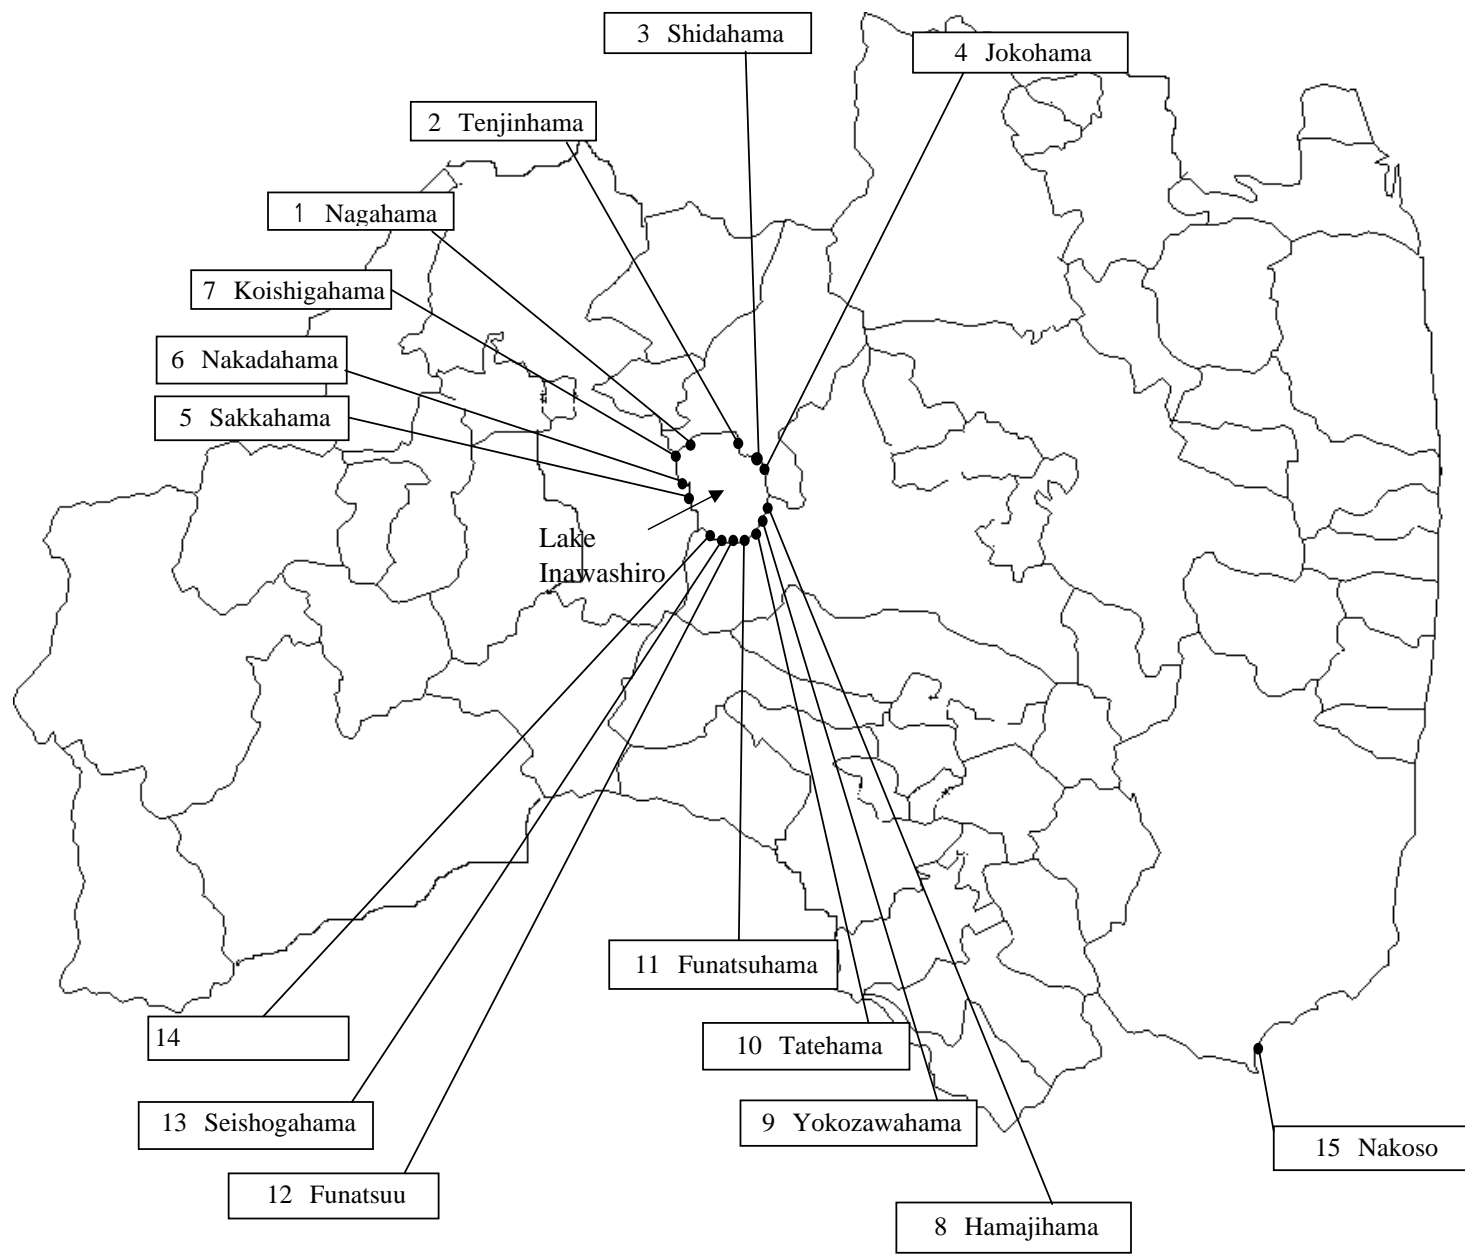 3 Shidahama
4 Jokohama
2 Tenjinhama
1 Nagahama
7 Koishigahama
6 Nakadahama
5 Sakkahama
Lake
Inawashiro
11 Funatsuhama
14
10 Tatehama
13 Seishogahama
9 Yokozawahama
15 Nakoso
12 Funatsuu
8 Hamajihama